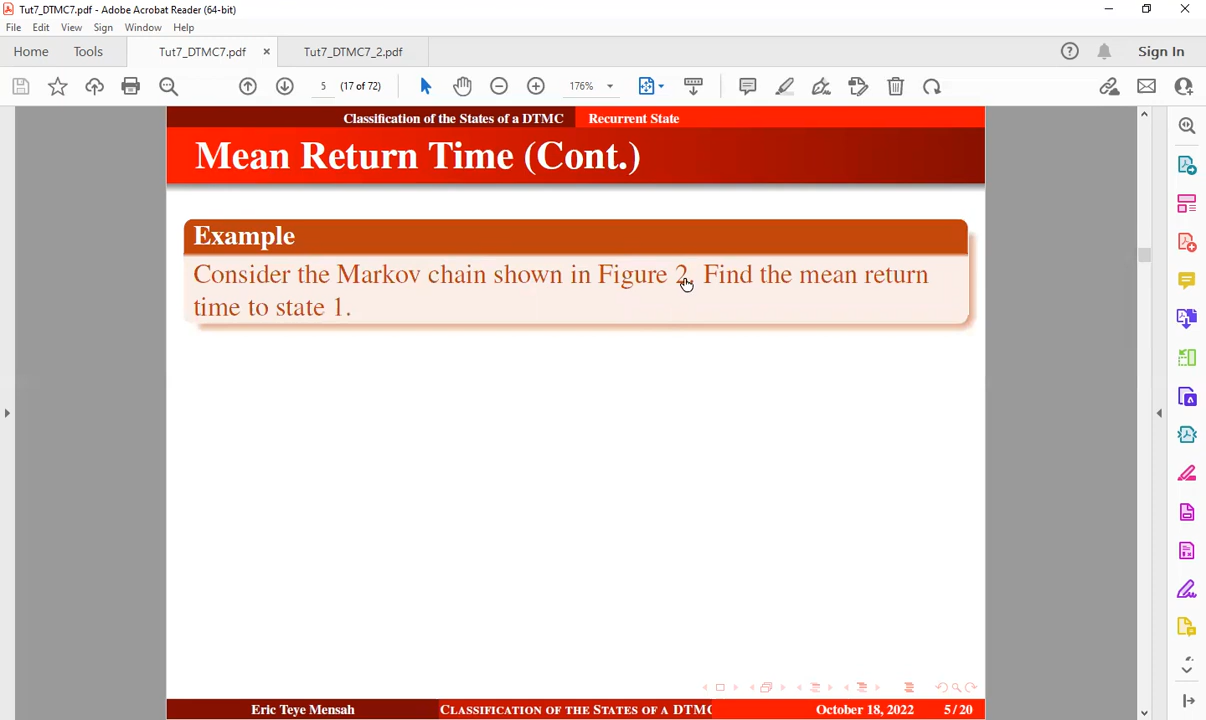 Tut7_DTMC7.pdf - Adobe Acrobat Reader (64-bit)
File Edit View Sign Window Help
Home Tools Tut7_DTMC7.pdf × Tut7_DTMC7_2.pdf Sign In
5 (17 of 72) 176%
Classification of the States of a DTMC Recurrent State
Mean Return Time (Cont.)
Example
Consider the Markov chain shown in Figure 2. Find the mean return
time to state 1.
Eric Teye Mensah CLASSIFICATION OF THE STATES OF A DTMC October 18, 2022 5/20